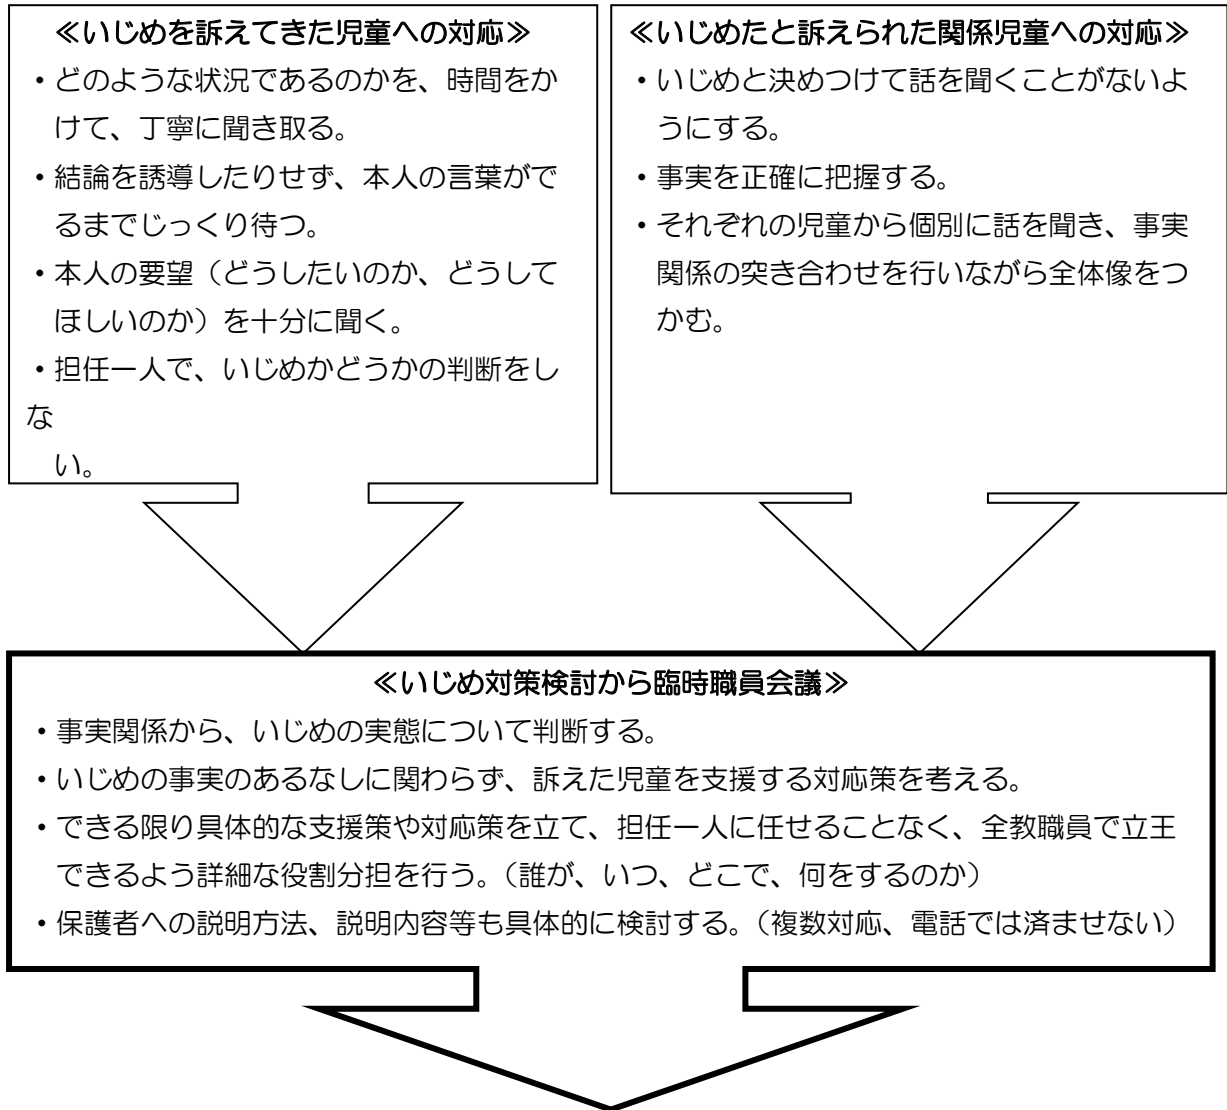 ≪いじめを訴えてきた児童への対応≫
・どのような状況であるのかを、時間をか
けて、丁寧に聞き取る。
・結論を誘導したりせず、本人の言葉がで
るまでじっくり待つ。
・本人の要望（どうしたいのか、どうして
ほしいのか）を十分に聞く。
・担任一人で、いじめかどうかの判断をし
な
い。
≪いじめたと訴えられた関係児童への対応≫
・いじめと決めつけて話を聞くことがないよ
うにする。
・事実を正確に把握する。
・それぞれの児童から個別に話を聞き、事実
関係の突き合わせを行いながら全体像をつ
かむ。
≪いじめ対策検討から臨時職員会議≫
・事実関係から、いじめの実態について判断する。
・いじめの事実のあるなしに関わらず、訴えた児童を支援する対応策を考える。
・できる限り具体的な支援策や対応策を立て、担任一人に任せることなく、全教職員で立王
できるよう詳細な役割分担を行う。（誰が、いつ、どこで、何をするのか）
・保護者への説明方法、説明内容等も具体的に検討する。（複数対応、電話では済ませない）